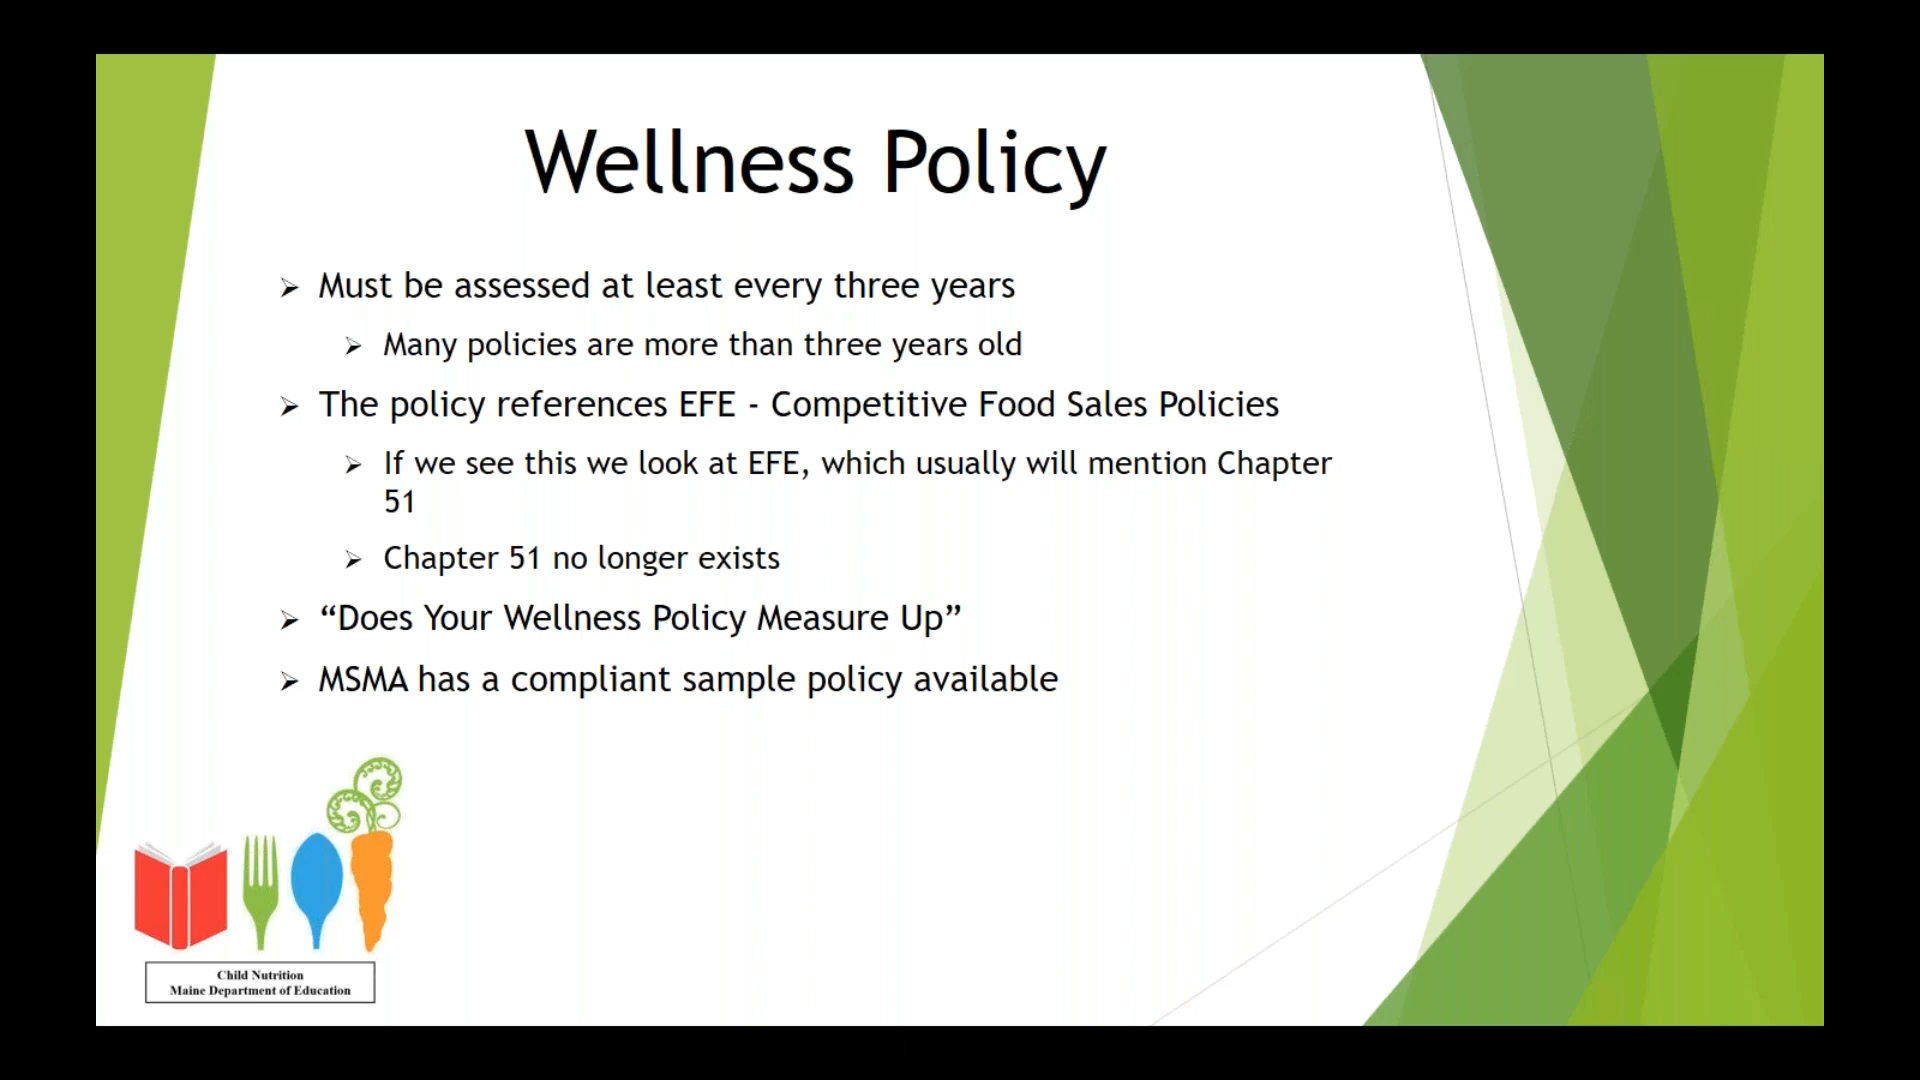 Wellness Policy
➢ Must be assessed at least every three years
➢ Many policies are more than three years old
➢ The policy references EFE - Competitive Food Sales Policies
➢ If we see this we look at EFE, which usually will mention Chapter
51
➢ Chapter 51 no longer exists
➢ “Does Your Wellness Policy Measure Up”
➢ MSMA has a compliant sample policy available
Child Nutrition
Maine Department of Education